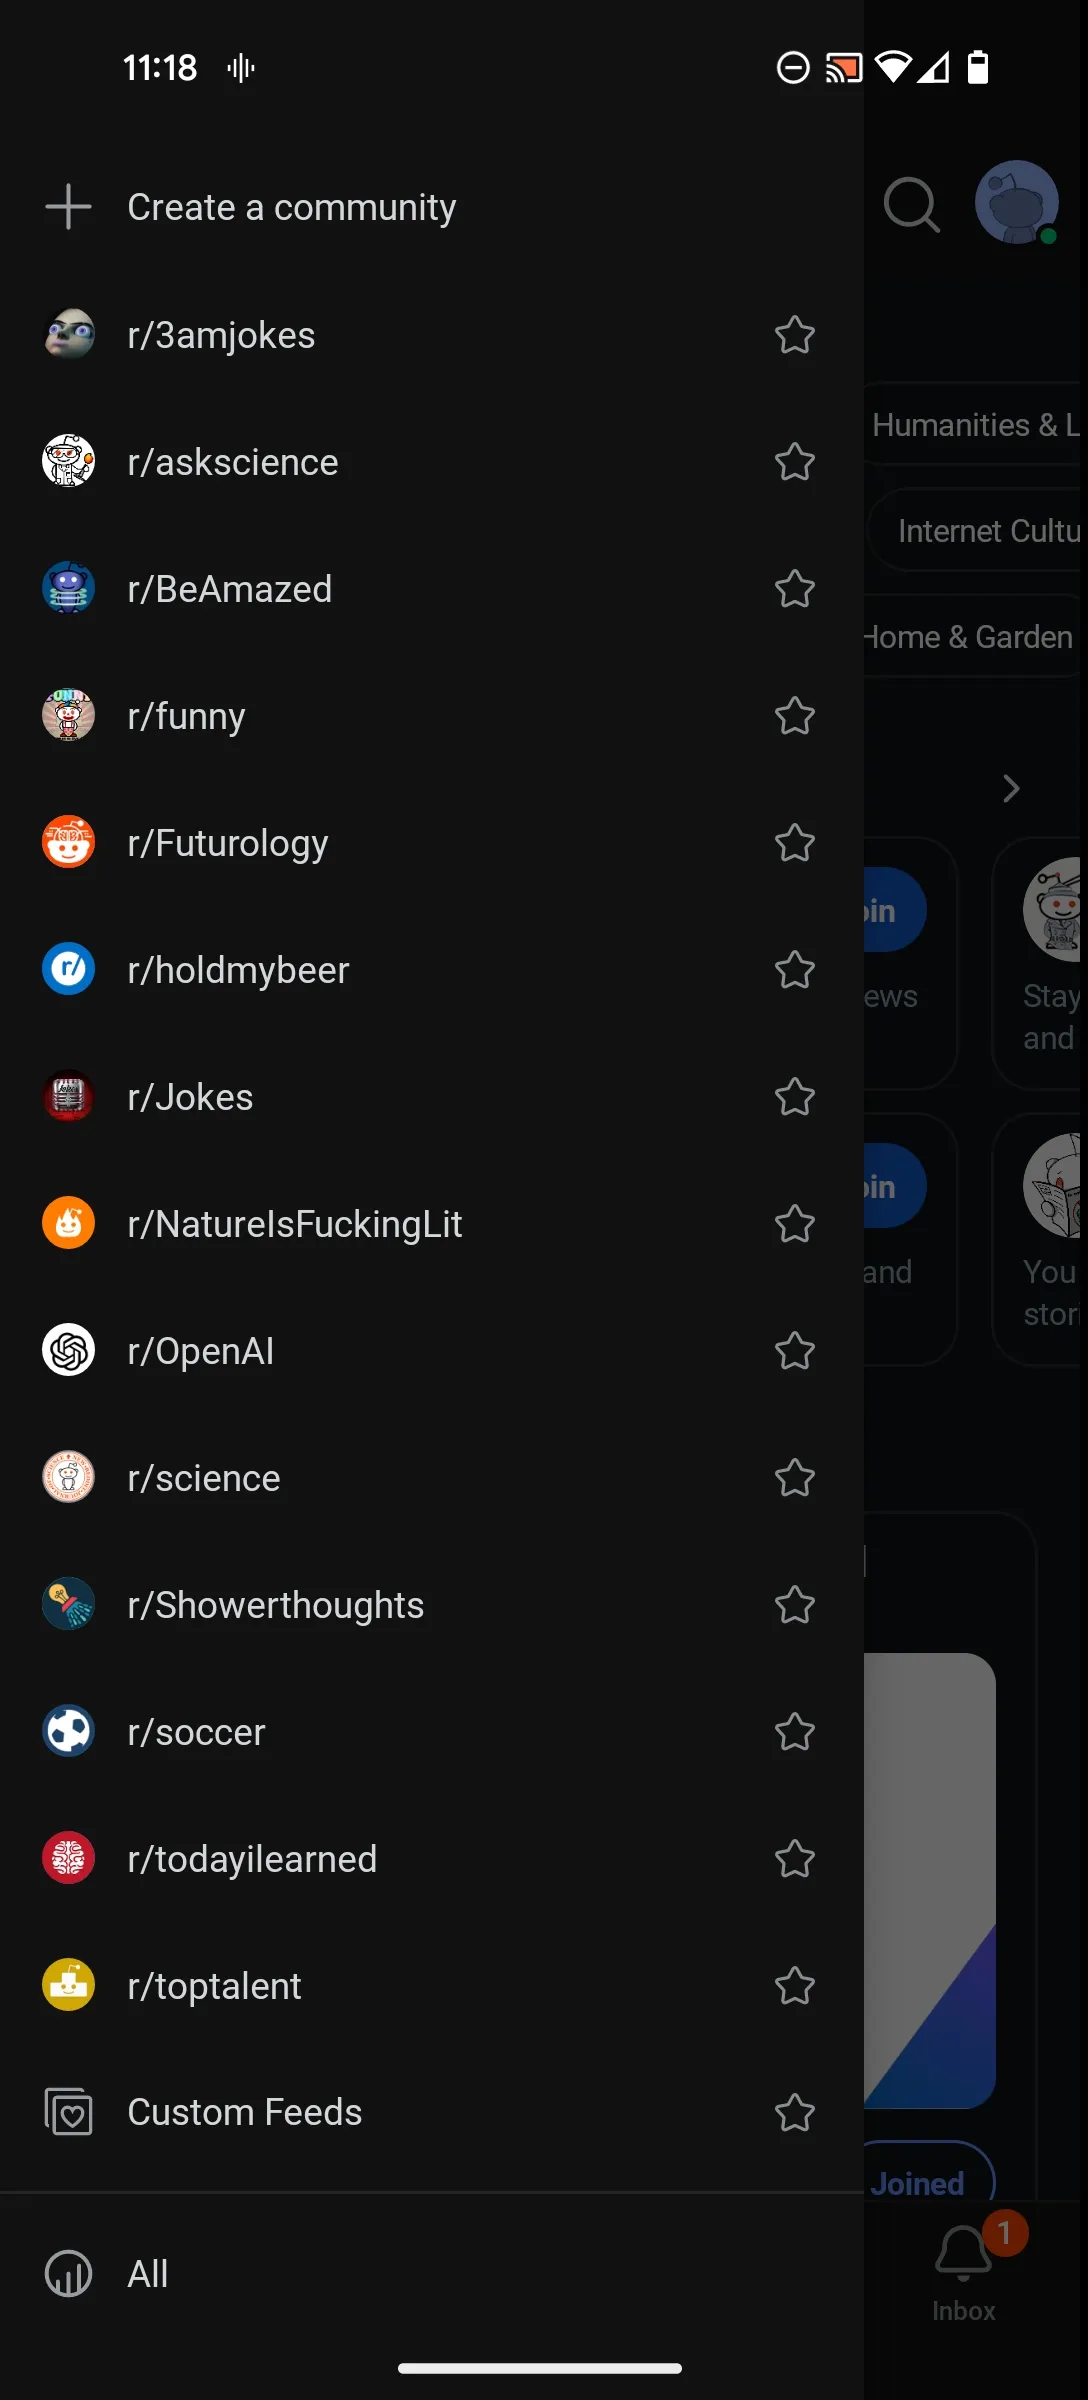 11:18
Create a community
r/3amjokes
r/askscience
r/BeAmazed
r/funny
r/Futurology
r/holdmybeer
r/Jokes
r/NatureIsFuckingLit
r/OpenAI
r/science
r/Showerthoughts
r/soccer
r/todayilearned
r/toptalent
Custom Feeds
All
Humanities & L
Internet Cultu
Home & Garden
oin
ews
Stay
and
oin
and
You
stori
Joined
1
Inbox